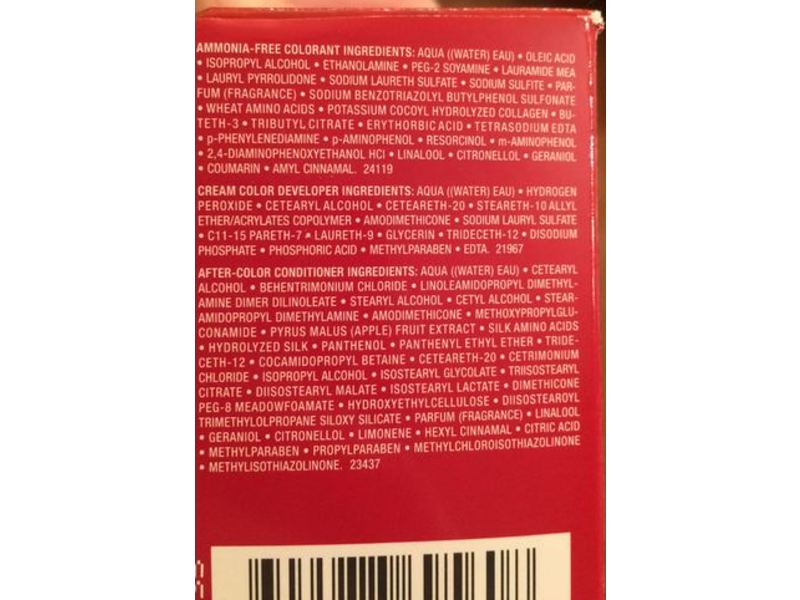 AMMONIA-FREE COLORANT INGREDIENTS: AQUA ((WATER) EAU) • OLEIC ACID
• ISOPROPYL ALCOHOL • ETHANOLAMINE • PEG-2 SOYAMINE • LAURAMIDE MEA
• LAURYL PYRROLIDONE • SODIUM LAURETH SULFATE • SODIUM SULFITE • PAR-
FUM (FRAGRANCE) • SODIUM BENZOTRIAZOLYL BUTYLPHENOL SULFONATE
• WHEAT AMINO ACIDS • POTASSIUM COCOYL HYDROLYZED COLLAGEN • BU-
TETH-3 • TRIBUTYL CITRATE • ERYTHORBIC ACID • TETRASODIUM EDTA
• p-PHENYLENEDIAMINE • p-AMINOPHENOL • RESORCINOL • m-AMINOPHENOL
• 2,4-DIAMINOPHENOXYETHANOL HCl • LINALOOL • CITRONELLOL • GERANIOL
• COUMARIN • AMYL CINNAMAL. 24119
CREAM COLOR DEVELOPER INGREDIENTS: AQUA ((WATER) EAU) • HYDROGEN
PEROXIDE • CETEARYL ALCOHOL • CETEARETH-20 • STEARETH-10 ALLYL
ETHER/ACRYLATES COPOLYMER • AMODIMETHICONE • SODIUM LAURYL SULFATE
• C11-15 PARETH-7 • LAURETH-9 • GLYCERIN • TRIDECETH-12 • DISODIUM
PHOSPHATE • PHOSPHORIC ACID • METHYLPARABEN • EDTA. 21967
AFTER-COLOR CONDITIONER INGREDIENTS: AQUA ((WATER) EAU) • CETEARYL
ALCOHOL • BEHENTRIMONIUM CHLORIDE • LINOLEAMIDOPROPYL DIMETHYL-
AMINE DIMER DILINOLEATE • STEARYL ALCOHOL • CETYL ALCOHOL • STEAR-
AMIDOPROPYL DIMETHYLAMINE • AMODIMETHICONE • METHOXYPROPYLGLU-
CONAMIDE • PYRUS MALUS (APPLE) FRUIT EXTRACT • SILK AMINO ACIDS
• HYDROLYZED SILK • PANTHENOL • PANTHENYL ETHYL ETHER • TRIDE-
CETH-12 • COCAMIDOPROPYL BETAINE • CETEARETH-20 • CETRIMONIUM
CHLORIDE • ISOPROPYL ALCOHOL • ISOSTEARYL GLYCOLATE • TRIISOSTEARYL
CITRATE • DIISOSTEARYL MALATE • ISOSTEARYL LACTATE • DIMETHICONE
PEG-8 MEADOWFOAMATE • HYDROXYETHYLCELLULOSE • DIISOSTEAROYL
TRIMETHYLOLPROPANE SILOXY SILICATE • PARFUM (FRAGRANCE) • LINALOOL
• GERANIOL • CITRONELLOL • LIMONENE • HEXYL CINNAMAL • CITRIC ACID
• METHYLPARABEN • PROPYLPARABEN • METHYLCHLOROISOTHIAZOLINONE
• METHYLISOTHIAZOLINONE. 23437